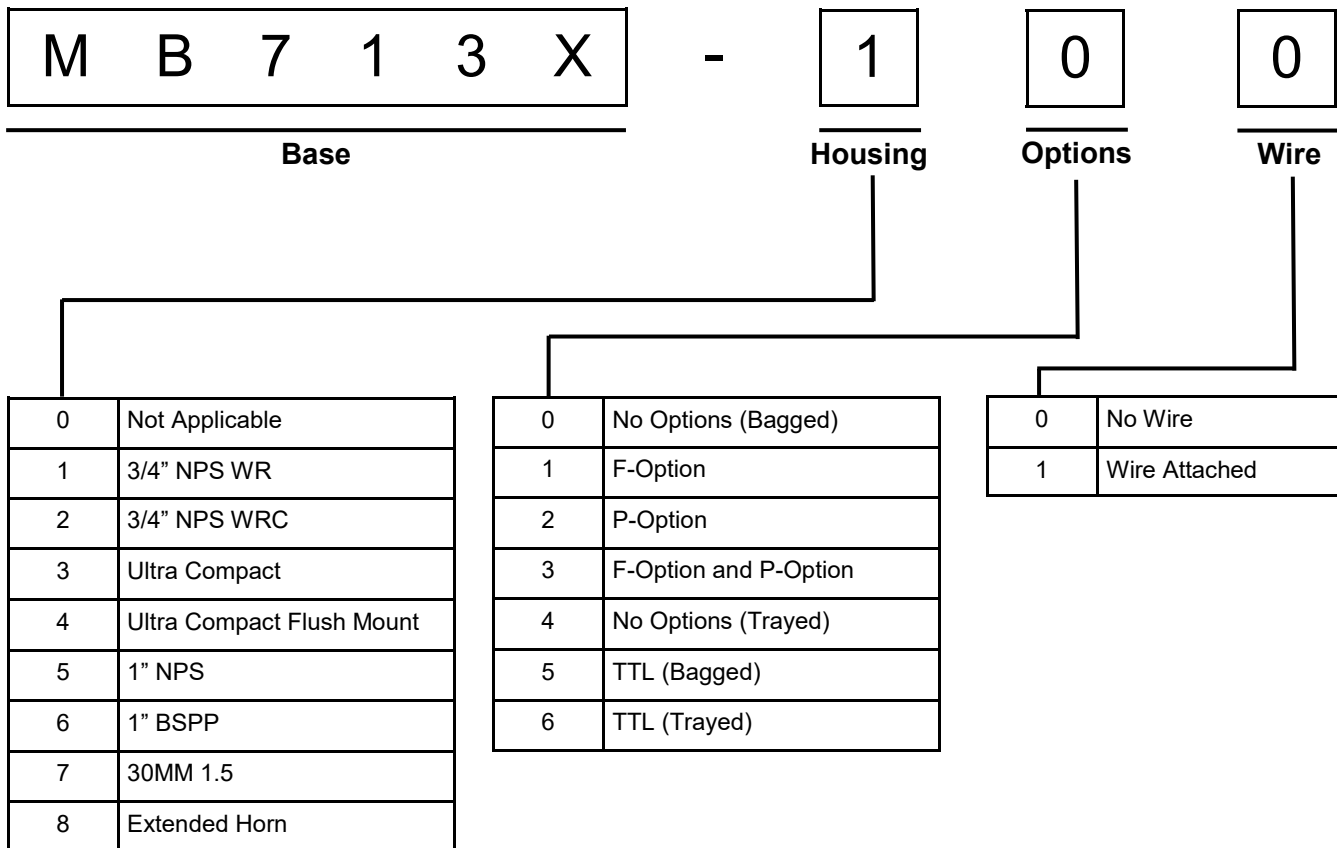 M B 7 1 3 X - 1 0 0
Base Housing Options Wire
0 Not Applicable
1 3/4” NPS WR
2 3/4” NPS WRC
3 Ultra Compact
4 Ultra Compact Flush Mount
5 1” NPS
6 1” BSPP
7 30MM 1.5
8 Extended Horn
0 No Options (Bagged)
1 F-Option
2 P-Option
3 F-Option and P-Option
4 No Options (Trayed)
5 TTL (Bagged)
6 TTL (Trayed)
0 No Wire
1 Wire Attached